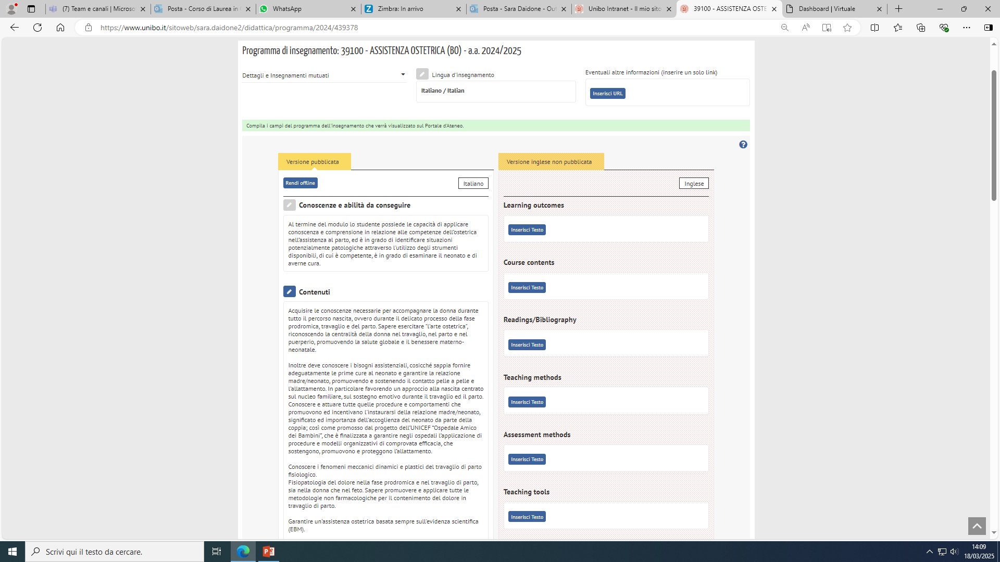 (7) Team e canali | Microso
Posta - Corso di Laurea in
WhatsApp
Zimbra: In arrivo
Posta - Sara Daidone - Out
Unibo Intranet - Il mio sito
39100 - ASSISTENZA OSTE
Dashboard | Virtuale
https://www.unibo.it/sitoweb/sara.daidone2/didattica/programma/2024/439378
Programma di insegnamento: 39100 - ASSISTENZA OSTETRICA (BO) - a.a. 2024/2025
Dettagli e Insegnamenti mutuati
Lingua d'insegnamento
Italiano / Italian
Eventuali altre informazioni (inserire un solo link)
Inserisci URL
Compila i campi del programma dell'insegnamento che verrà visualizzato sul Portale d'Ateneo.
Versione pubblicata
Rendi offline
Italiano
Conoscenze e abilità da conseguire
Al termine del modulo lo studente possiede le capacità di applicare
conoscenza e comprensione in relazione alle competenze dell'ostetrica
nell'assistenza al parto, ed è in grado di identificare situazioni
potenzialmente patologiche attraverso l'utilizzo degli strumenti
disponibili, di cui è competente, è in grado di esaminare il neonato e di
averne cura.
Contenuti
Acquisire le conoscenze necessarie per accompagnare la donna durante
tutto il percorso nascita, ovvero durante il delicato processo della fase
prodromica, travaglio e del parto. Sapere esercitare "l'arte ostetrica",
riconoscendo la centralità della donna nel travaglio, nel parto e nel
puerperio, promuovendo la salute globale e il benessere materno-
neonatale.
Inoltre deve conoscere i bisogni assistenziali, cosicché sappia fornire
adeguatamente le prime cure al neonato e garantire la relazione
madre/neonato, promuovendo e sostenendo il contatto pelle a pelle e
l'allattamento. In particolare favorendo un approccio alla nascita centrato
sul nucleo familiare, sul sostegno emotivo durante il travaglio ed il parto.
Conoscere e attuare tutte quelle procedure e comportamenti che
promuovono ed incentivano l'instaurarsi della relazione madre/neonato,
significato ed importanza dell'accoglienza del neonato da parte della
coppia; così come promosso dal progetto dell'UNICEF “Ospedale Amico
dei Bambini”, che è finalizzata a garantire negli ospedali l'applicazione di
procedure e modelli organizzativi di comprovata efficacia, che
sostengono, promuovono e proteggono l'allattamento.
Conoscere i fenomeni meccanici dinamici e plastici del travaglio di parto
fisiologico.
Fisiopatologia del dolore nella fase prodromica e nel travaglio di parto,
sia nella donna che nel feto. Sapere promuovere e applicare tutte le
metodologie non farmacologiche per il contenimento del dolore in
travaglio di parto.
Garantire un'assistenza ostetrica basata sempre sull'evidenza scientifica
(EBM).
Versione inglese non pubblicata
Inglese
Learning outcomes
Inserisci Testo
Course contents
Inserisci Testo
Readings/Bibliography
Inserisci Testo
Teaching methods
Inserisci Testo
Assessment methods
Inserisci Testo
Teaching tools
Inserisci Testo
Scrivi qui il testo da cercare.
14:09
18/03/2025